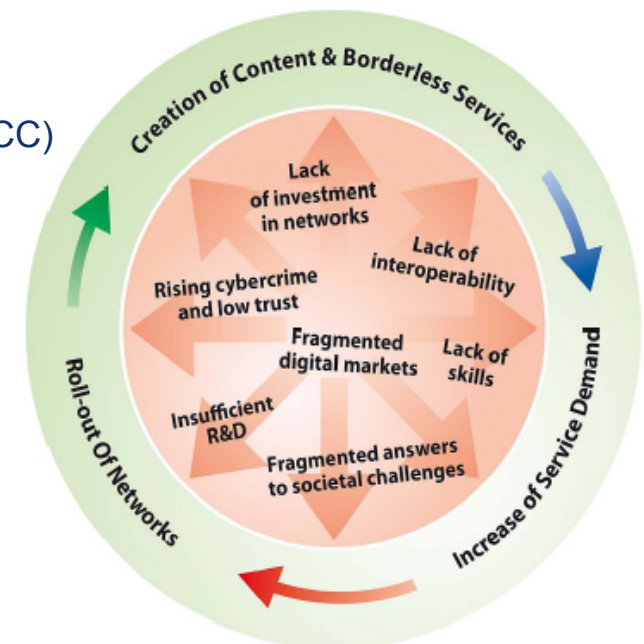 Creation of Content & Borderless Services
CC)
Lack
of investment
in networks
Lack of
interoperability
Rising cybercrime
and low trust
Fragmented
digital markets
Lack of
skills
Insufficient
R&D
Fragmented answers
to societal challenges
Roll-out Of Networks
Increase of Service Demand